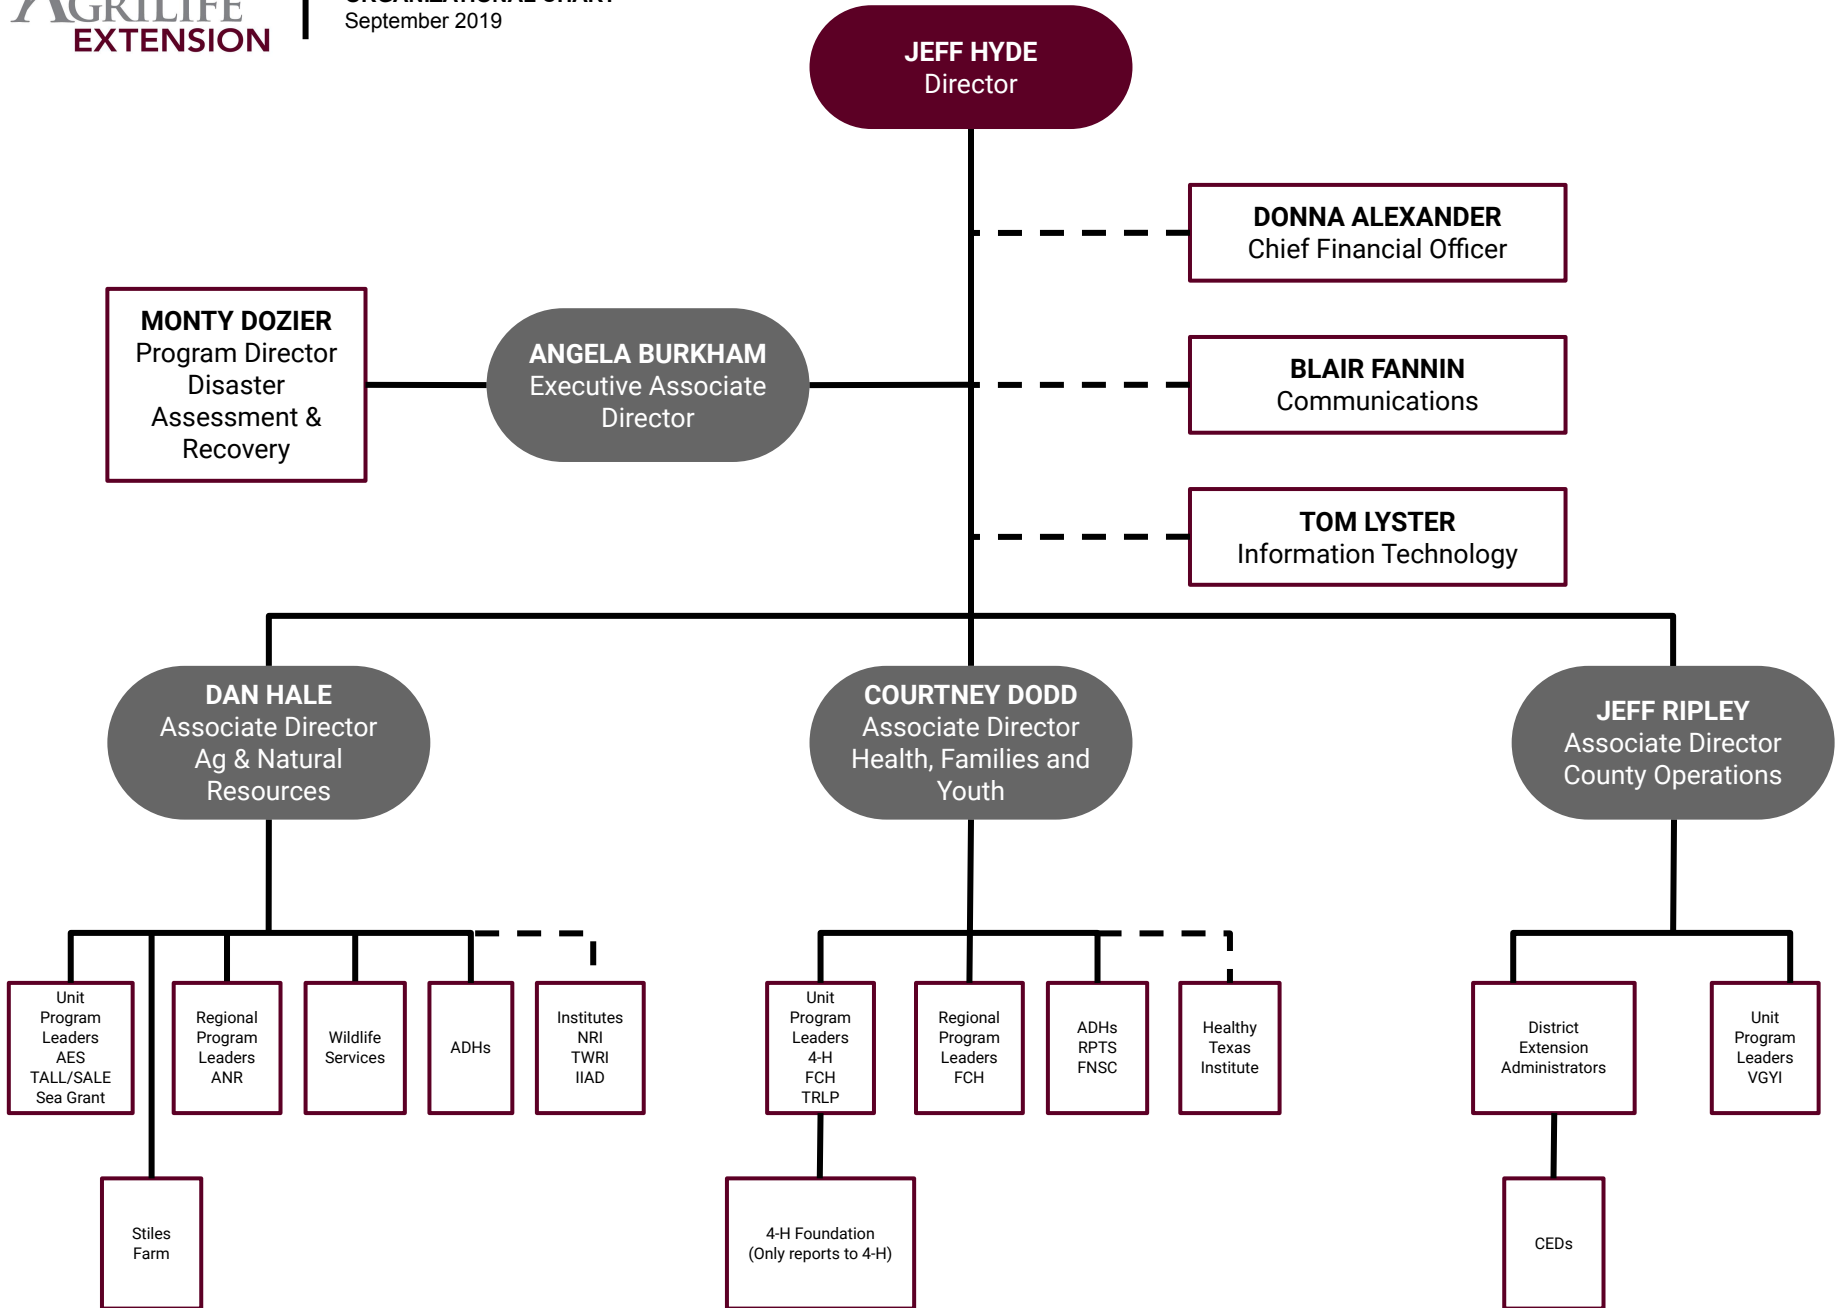 AGRILIFE
EXTENSION
ORGANIZATIONAL CHART
September 2019
JEFF HYDE
Director
DONNA ALEXANDER
Chief Financial Officer
MONTY DOZIER
Program Director
Disaster
Assessment &
Recovery
ANGELA BURKHAM
Executive Associate
Director
BLAIR FANNIN
Communications
TOM LYSTER
Information Technology
DAN HALE
Associate Director
Ag & Natural
Resources
COURTNEY DODD
Associate Director
Health, Families and
Youth
JEFF RIPLEY
Associate Director
County Operations
Unit
Program
Leaders
AES
TALL/SALE
Sea Grant
Regional
Program
Leaders
ANR
Wildlife
Services
ADHs
Institutes
NRI
TWRI
IIAD
Unit
Program
Leaders
4-H
FCH
TRLP
Regional
Program
Leaders
FCH
ADHs
RPTS
FNSC
Healthy
Texas
Institute
District
Extension
Administrators
Unit
Program
Leaders
VGYI
Stiles
Farm
4-H Foundation
(Only reports to 4-H)
CEDs